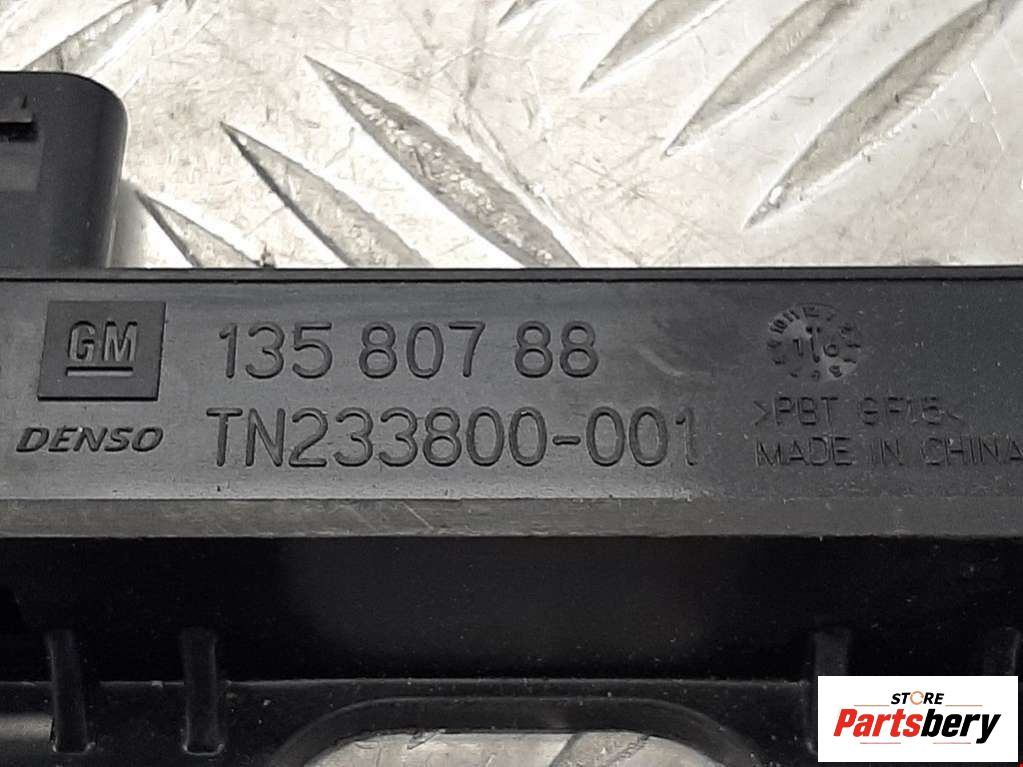 GM 135 807 88
DENSO TN233800-001
>PBT GF15<
MADE IN CHINA
STORE
Partsbery